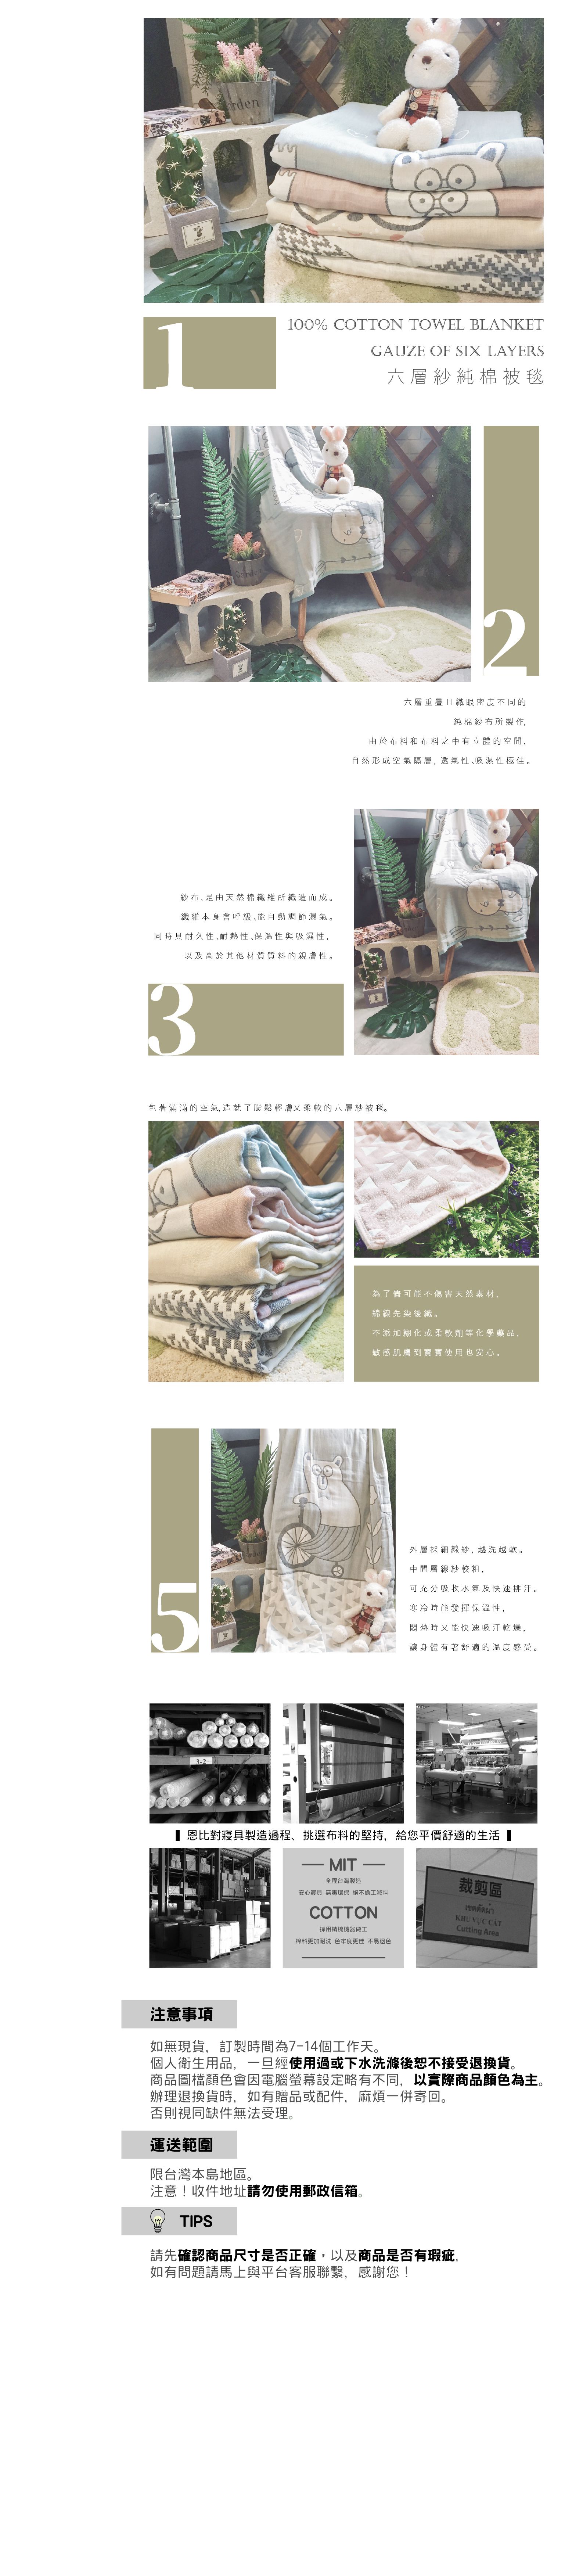 Garden
1
100% COTTON TOWEL BLANKET
GAUZE OF SIX LAYERS
六層紗純棉被毯
2
六層重疊且織眼密度不同的
純棉紗布所製作,
由於布料和布料之中有立體的空間,
自然形成空氣隔層,透氣性、吸濕性極佳。
紗布,是由天然棉纖維所織造而成。
纖維本身會呼級、能自動調節濕氣。
同時具耐久性、耐熱性、保溫性與吸濕性,
以及高於其他材質質料的親膚性。
3
包著滿滿的空氣,造就了膨鬆輕膚又柔軟的六層紗被毯。
為了儘可能不傷害天然素材,
綿線先染後織。
不添加糊化或柔軟劑等化學藥品,
敏感肌膚到寶寶使用也安心。
5
外層採細線紗,越洗越軟。
中間層線紗較粗,
可充分吸收水氣及快速排汗。
寒冷時能發揮保溫性,
悶熱時又能快速吸汗乾燥,
讓身體有著舒適的溫度感受。
3-2
恩比對寢具製造過程、挑選布料的堅持,給您平價舒適的生活
MIT
全程台灣製造
安心寢具 無毒環保 絕不偷工減料
COTTON
採用精梳機器做工
棉料更加耐洗 色牢度更佳 不易退色
裁剪區
เขตตัดผ้า
KHU VỰC CẮT
Cutting Area
注意事項
如無現貨,訂製時間為7-14個工作天。
個人衛生用品,一旦經使用過或下水洗滌後恕不接受退換貨。
商品圖檔顏色會因電腦螢幕設定略有不同,以實際商品顏色為主。
辦理退換貨時,如有贈品或配件,麻煩一併寄回。
否則視同缺件無法受理。
運送範圍
限台灣本島地區。
注意!收件地址請勿使用郵政信箱。
TIPS
請先確認商品尺寸是否正確,以及商品是否有瑕疵,
如有問題請馬上與平台客服聯繫,感謝您!